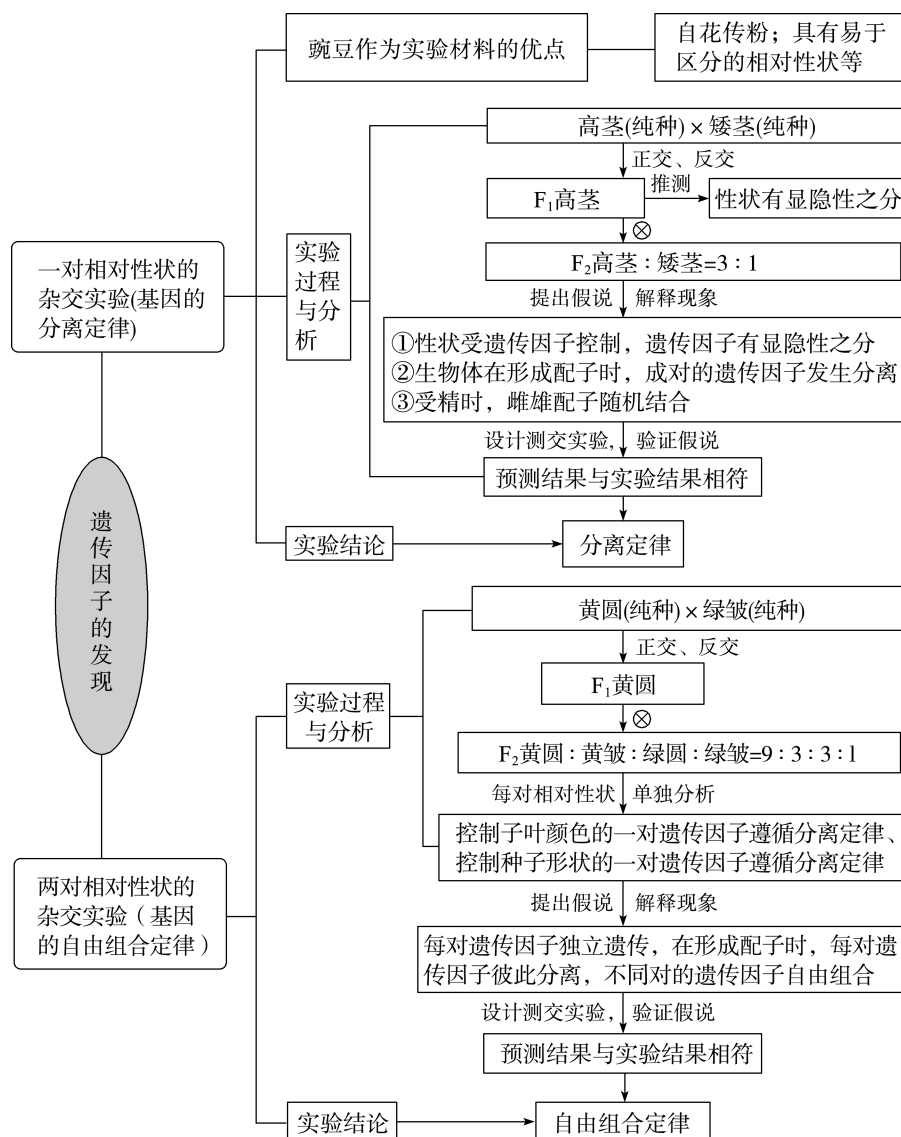 豌豆作为实验材料的优点
自花传粉；具有易于
区分的相对性状等
高茎(纯种)×矮茎(纯种)
正交、反交
F₁高茎
推测
性状有显隐性之分
⊗
F₂高茎∶矮茎=3∶1
提出假说 解释现象
①性状受遗传因子控制，遗传因子有显隐性之分
②生物体在形成配子时，成对的遗传因子发生分离
③受精时，雌雄配子随机结合
设计测交实验，验证假说
预测结果与实验结果相符
分离定律
实验
过程
与分
析
实验结论
一对相对性状的
杂交实验(基因的
分离定律)
遗传因子的发现
黄圆(纯种)×绿皱(纯种)
正交、反交
F₁黄圆
⊗
F₂黄圆∶黄皱∶绿圆∶绿皱=9∶3∶3∶1
每对相对性状 单独分析
控制子叶颜色的一对遗传因子遵循分离定律、
控制种子形状的一对遗传因子遵循分离定律
提出假说 解释现象
每对遗传因子独立遗传，在形成配子时，每对遗
传因子彼此分离，不同对的遗传因子自由组合
设计测交实验，验证假说
预测结果与实验结果相符
自由组合定律
实验过程
与分析
实验结论
两对相对性状的
杂交实验（基因
的自由组合定律）